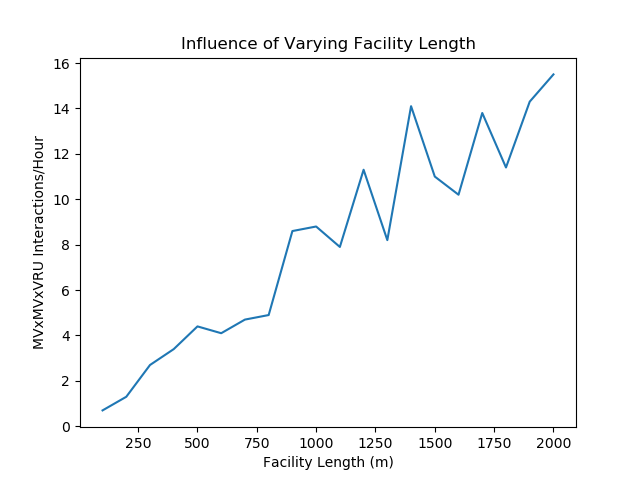 Influence of Varying Facility Length
MVxMVxVRU Interactions/Hour
16
14
12
10
8
6
4
2
0
250 500 750 1000 1250 1500 1750 2000
Facility Length (m)